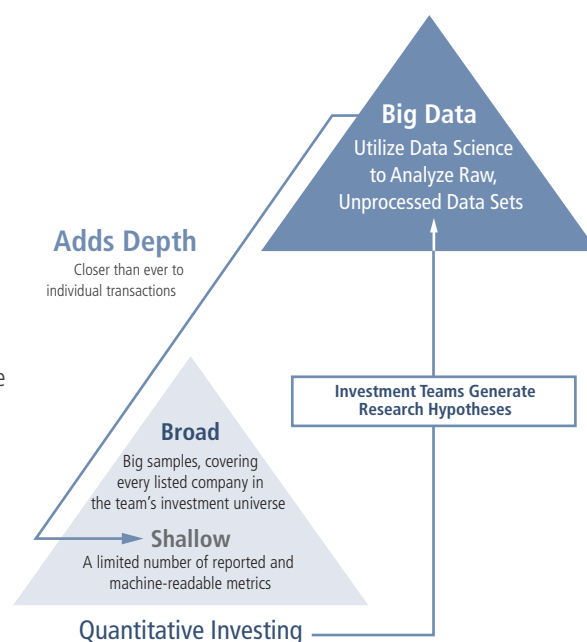 Big Data
Utilize Data Science
to Analyze Raw,
Unprocessed Data Sets
Adds Depth
Closer than ever to
individual transactions
e
Investment Teams Generate
Research Hypotheses
Broad
Big samples, covering
every listed company in
the team's investment universe
Shallow
A limited number of reported and
machine-readable metrics
Quantitative Investing